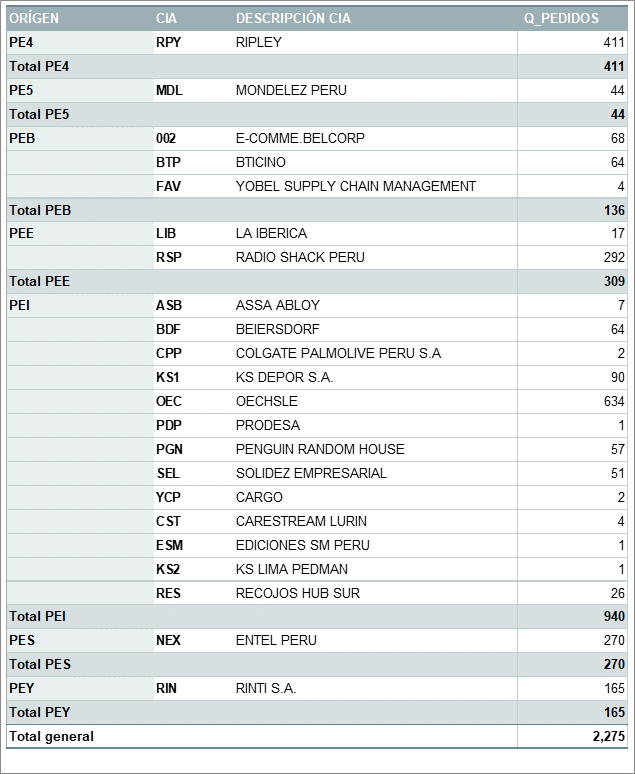 ORÍGEN CIA DESCRIPCIÓN CIA Q_PEDIDOS
PE4 RPY RIPLEY 411
Total PE4 411
PE5 MDL MONDELEZ PERU 44
Total PE5 44
PEB 002 E-COMME.BELCORP 68
BTP BTICINO 64
FAV YOBEL SUPPLY CHAIN MANAGEMENT 4
Total PEB 136
PEE LIB LA IBERICA 17
RSP RADIO SHACK PERU 292
Total PEE 309
PEI ASB ASSA ABLOY 7
BDF BEIERSDORF 64
CPP COLGATE PALMOLIVE PERU S.A 2
KS1 KS DEPOR S.A. 90
OEC OECHSLE 634
PDP PRODESA 1
PGN PENGUIN RANDOM HOUSE 57
SEL SOLIDEZ EMPRESARIAL 51
YCP CARGO 2
CST CARESTREAM LURIN 4
ESM EDICIONES SM PERU 1
KS2 KS LIMA PEDMAN 1
RES RECOJOS HUB SUR 26
Total PEI 940
PES NEX ENTEL PERU 270
Total PES 270
PEY RIN RINTI S.A. 165
Total PEY 165
Total general 2,275